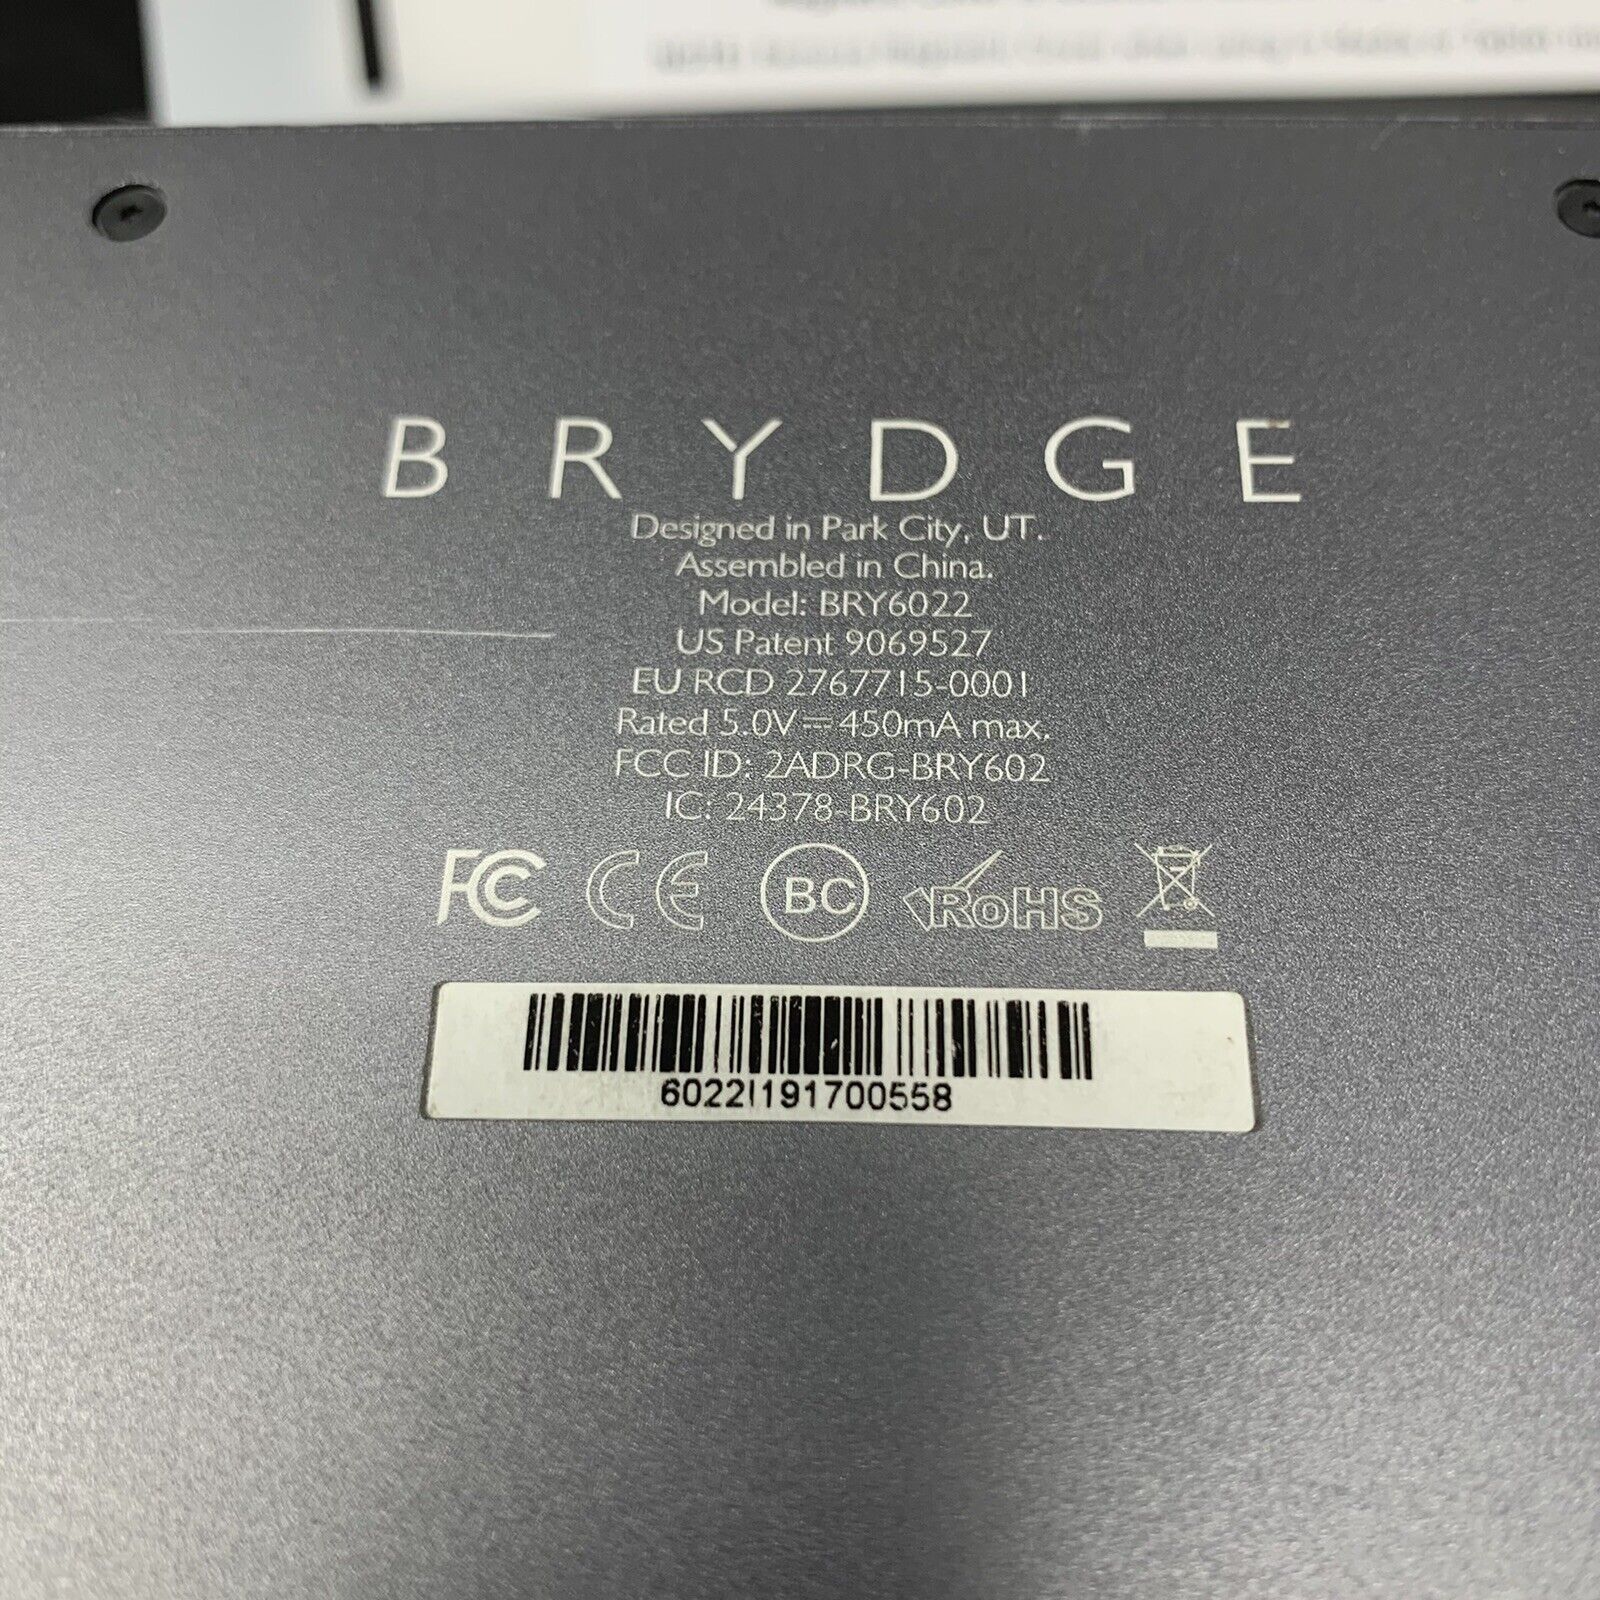 BRYDGE
Designed in Park City, UT.
Assembled in China.
Model: BRY6022
US Patent 9069527
EU RCD 2767715-0001
Rated 5.0V⎓450mA max.
FCC ID: 2ADRG-BRY602
IC: 24378-BRY602
FC CE BC RoHS
6022I191700558